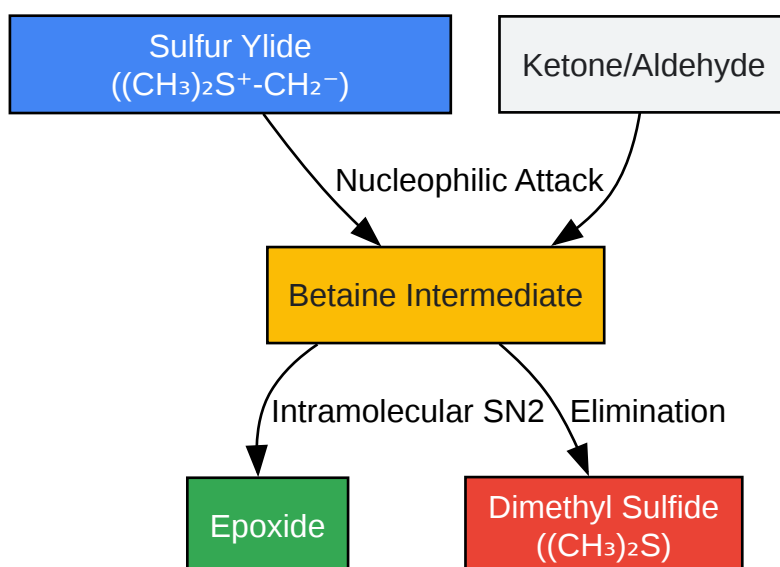 Sulfur Ylide
((CH₃)₂S⁺-CH₂⁻)
Ketone/Aldehyde
Nucleophilic Attack
Betaine Intermediate
Intramolecular SN2
Elimination
Epoxide
Dimethyl Sulfide
((CH₃)₂S)